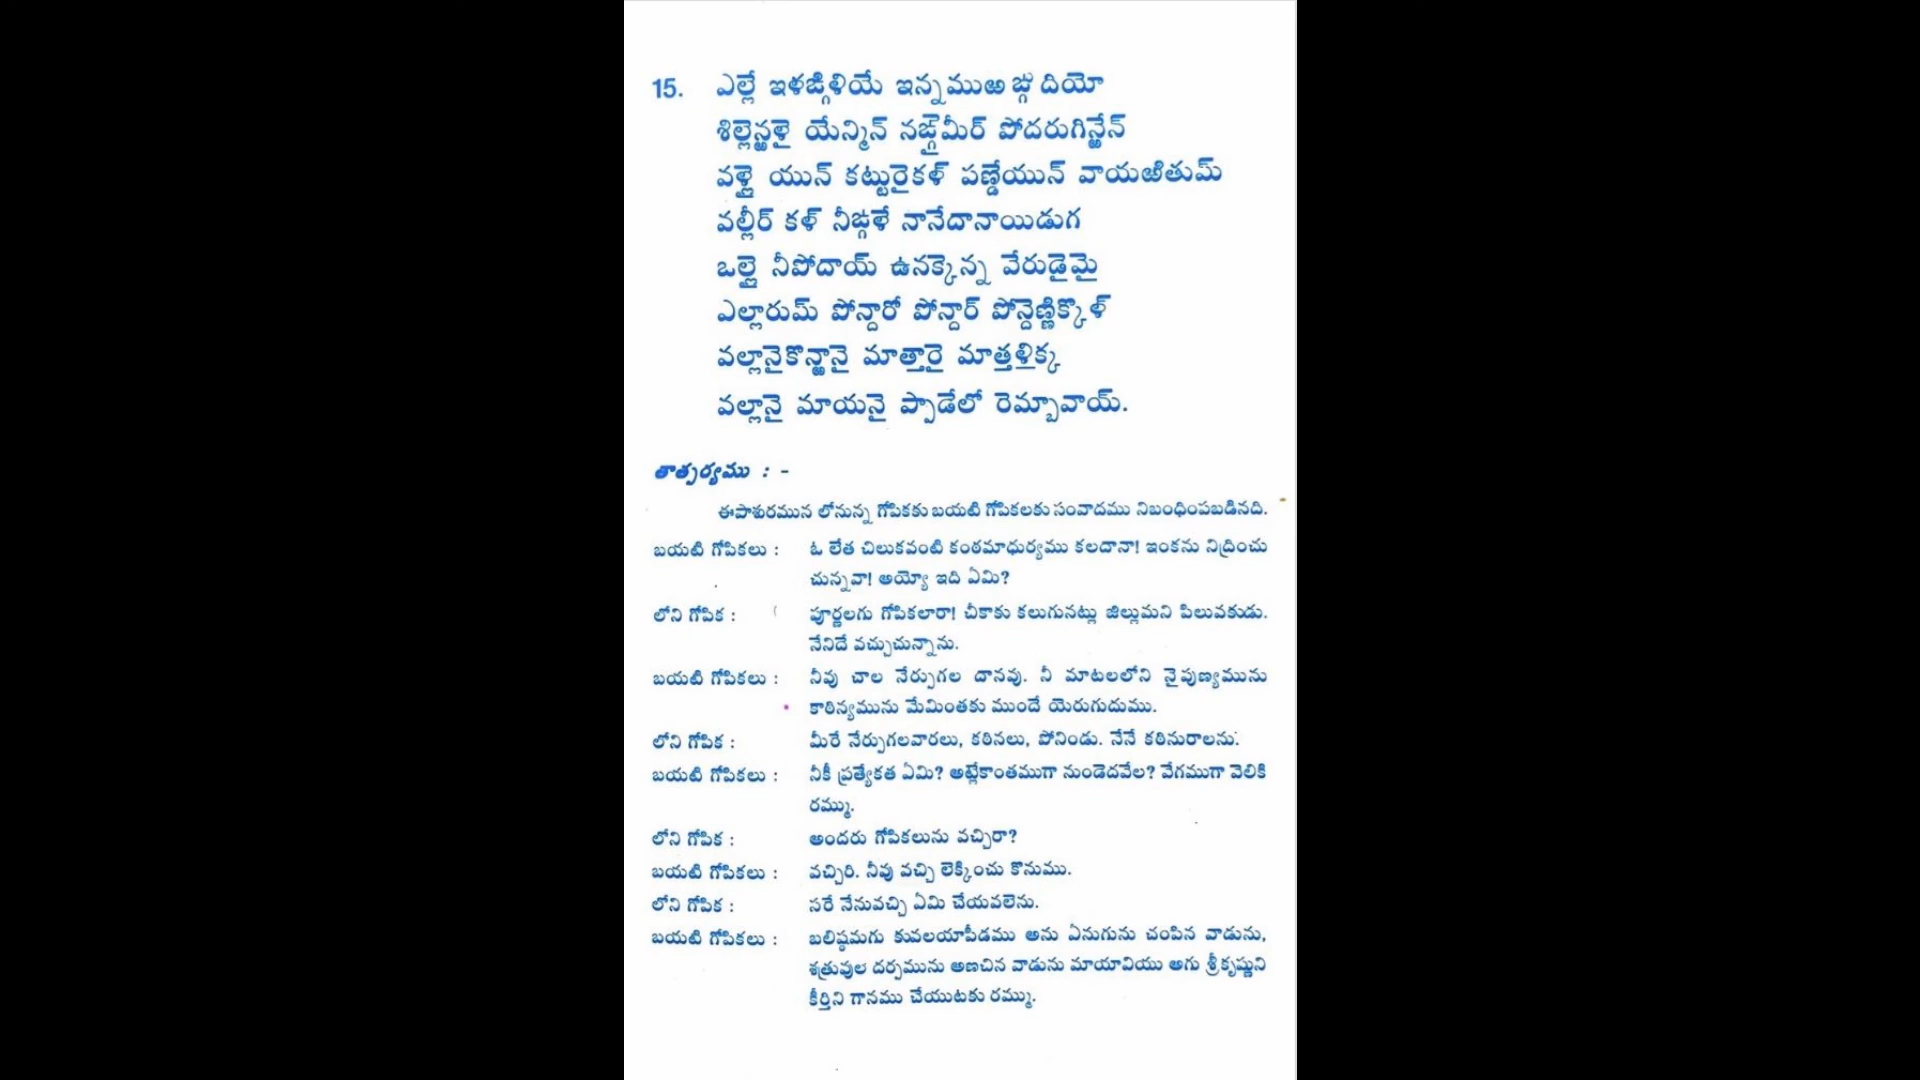 15. ఎల్లే ఇళఙ్గిళియే ఇన్నముఱ ఙ్గి దియో
శిల్లెన్ఱళై యేన్మిన్ నఙ్గైమీర్ పోదరుగిన్ఱేన్
వళ్లై యున్ కట్టురైకళ్ పణ్డేయున్ వాయఱితుమ్
వల్లీర్ కళ్ నీఙ్గళే నానేదానాయిడుగ
ఒల్లై నీపోదాయ్ ఉనక్కెన్న వేరుడైమై
ఎల్లారుమ్ పోన్దారో పోన్దార్ పోన్దెణ్ణిక్కొళ్
వల్లానైకొన్ఱానై మాత్తారై మాత్తళిక్క
వల్లానై మాయనై ప్పాడేలో రెమ్బావాయ్.
తాత్పర్యము : -
ఈపాశురమున లోనున్న గోపికకు బయటి గోపికలకు సంవాదము నిబంధింపబడినది.
బయటి గోపికలు : ఓ లేత చిలుకవంటి కంఠమాధుర్యము కలదానా! ఇంకను నిద్రించు
చున్నవా! అయ్యో ఇది ఏమి?
లోని గోపిక : పూర్ణలగు గోపికలారా! చీకాకు కలుగునట్లు జిల్లుమని పిలువకుడు.
నేనిదే వచ్చుచున్నాను.
బయటి గోపికలు : నీవు చాల నేర్పుగల దానవు. నీ మాటలలోని నైపుణ్యమును
కాఠిన్యమును మేమింతకు ముందే యెరుగుదుము.
లోని గోపిక : మీరే నేర్పుగలవారలు, కఠినలు, పోనిండు. నేనే కఠినురాలను.
బయటి గోపికలు : నీకీ ప్రత్యేకత ఏమి? అట్లేకాంతముగా నుండెదవేల? వేగముగా వెలికి
రమ్ము.
లోని గోపిక : అందరు గోపికలును వచ్చిరా?
బయటి గోపికలు : వచ్చిరి. నీవు వచ్చి లెక్కించు కొనుము.
లోని గోపిక : సరే నేనువచ్చి ఏమి చేయవలెను.
బయటి గోపికలు : బలిష్ఠమగు కువలయాపీడము అను ఏనుగును చంపిన వాడును,
శత్రువుల దర్పమును అణచిన వాడును మాయావియు అగు శ్రీకృష్ణుని
కీర్తిని గానము చేయుటకు రమ్ము.